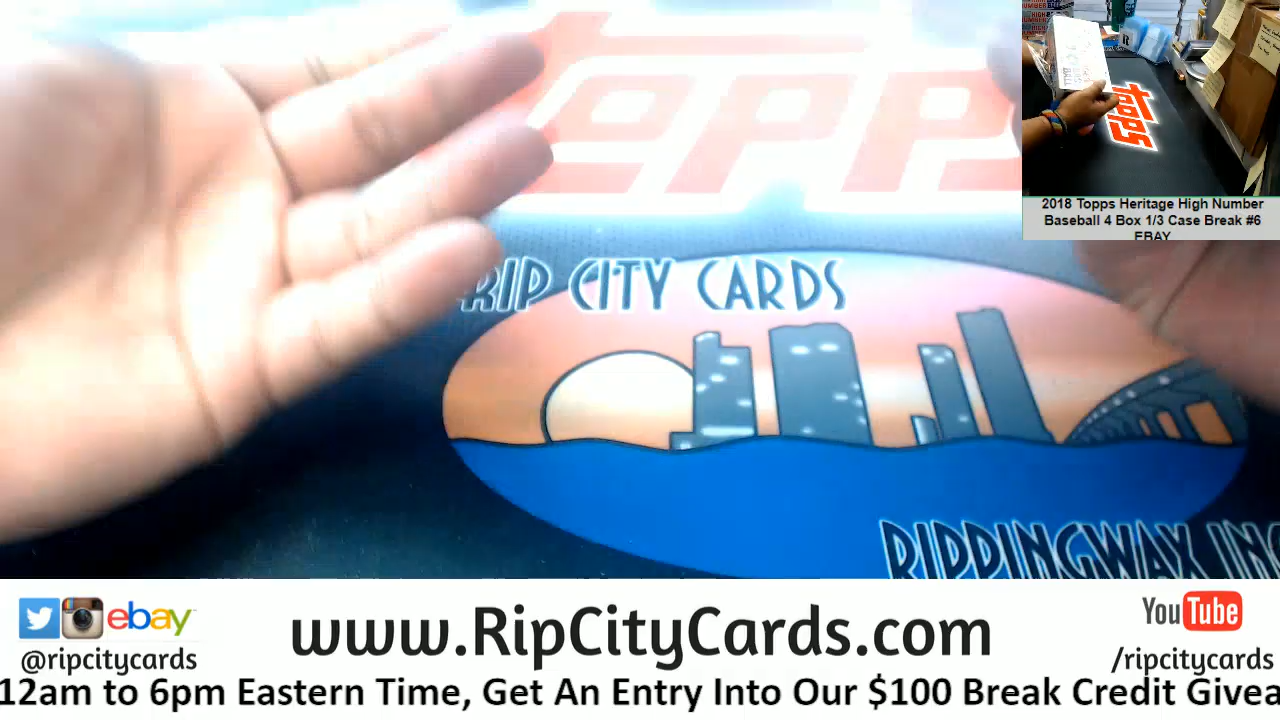 Topps
RIP CITY CARDS
RIPPINGWAX INC
topps
2018 Topps Heritage High Number
Baseball 4 Box 1/3 Case Break #6
EBAY
ebay
@ripcitycards
www.RipCityCards.com
YouTube
/ripcitycards
12am to 6pm Eastern Time, Get An Entry Into Our $100 Break Credit Givea